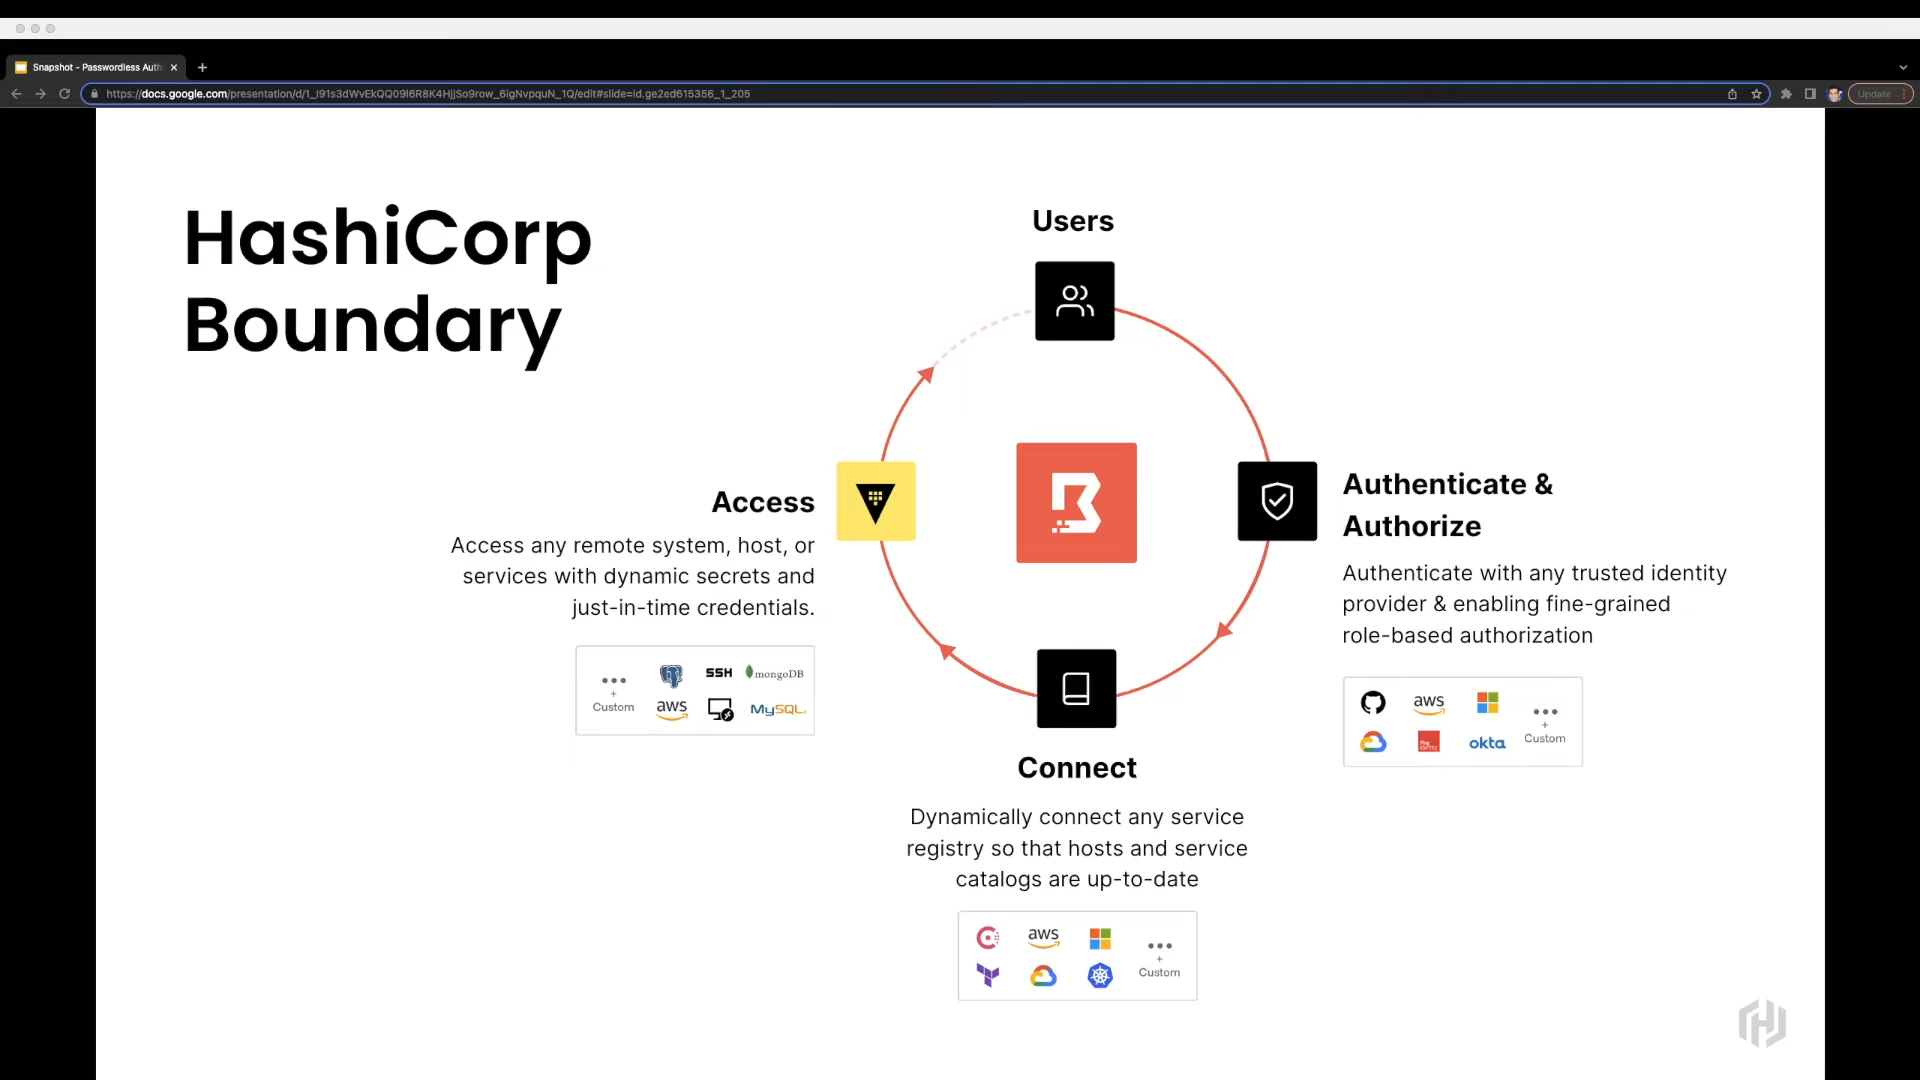 Snapshot - Passwordless Auth
https://docs.google.com/presentation/d/1_I91s3dWvEkQQ09I6R8K4HjjSo9row_6igNvpquN_1Q/edit#slide=id.ge2ed615356_1_205
Update
HashiCorp
Boundary
Users
Authenticate &
Authorize
Authenticate with any trusted identity
provider & enabling fine-grained
role-based authorization
aws
okta
Custom
Ping
Identity
Access
Access any remote system, host, or
services with dynamic secrets and
just-in-time credentials.
Custom
SSH
mongoDB
aws
MySQL
Connect
Dynamically connect any service
registry so that hosts and service
catalogs are up-to-date
aws
Custom